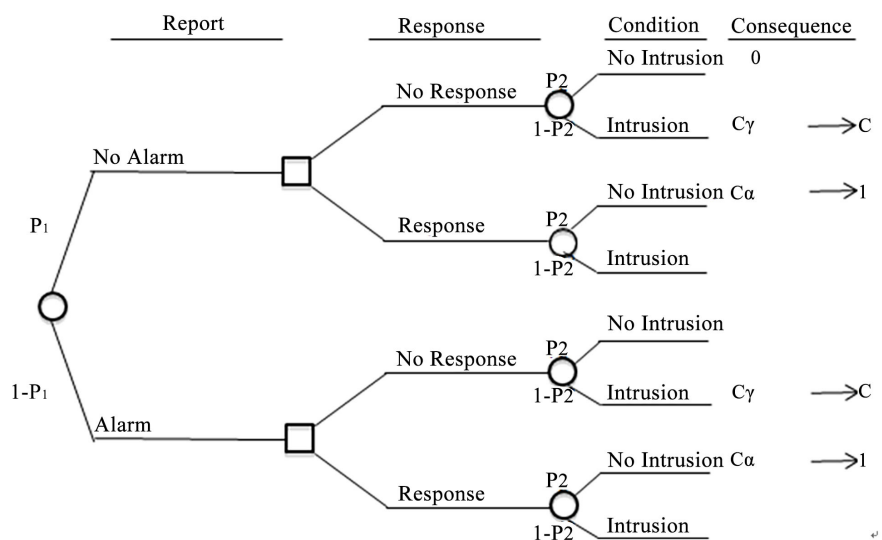 Report Response Condition Consequence
P2 No Intrusion 0
No Response
1-P2 Intrusion Cγ →C
No Alarm
P2 No Intrusion Cα →1
P1 Response
1-P2 Intrusion
P2 No Intrusion
No Response
1-P1 1-P2 Intrusion Cγ →C
Alarm
P2 No Intrusion Cα →1
Response
1-P2 Intrusion